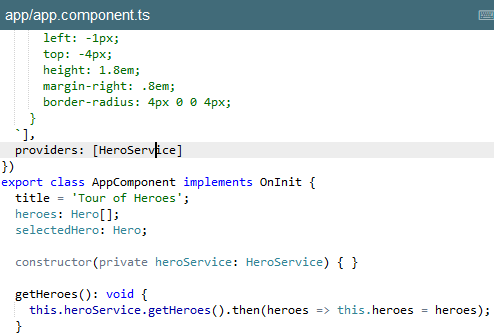 app/app.component.ts
left: -1px;
top: -4px;
height: 1.8em;
margin-right: .8em;
border-radius: 4px 0 0 4px;
}
`],
providers: [HeroService]
})
export class AppComponent implements OnInit {
title = 'Tour of Heroes';
heroes: Hero[];
selectedHero: Hero;
constructor(private heroService: HeroService) { }
getHeroes(): void {
this.heroService.getHeroes().then(heroes => this.heroes = heroes);
}